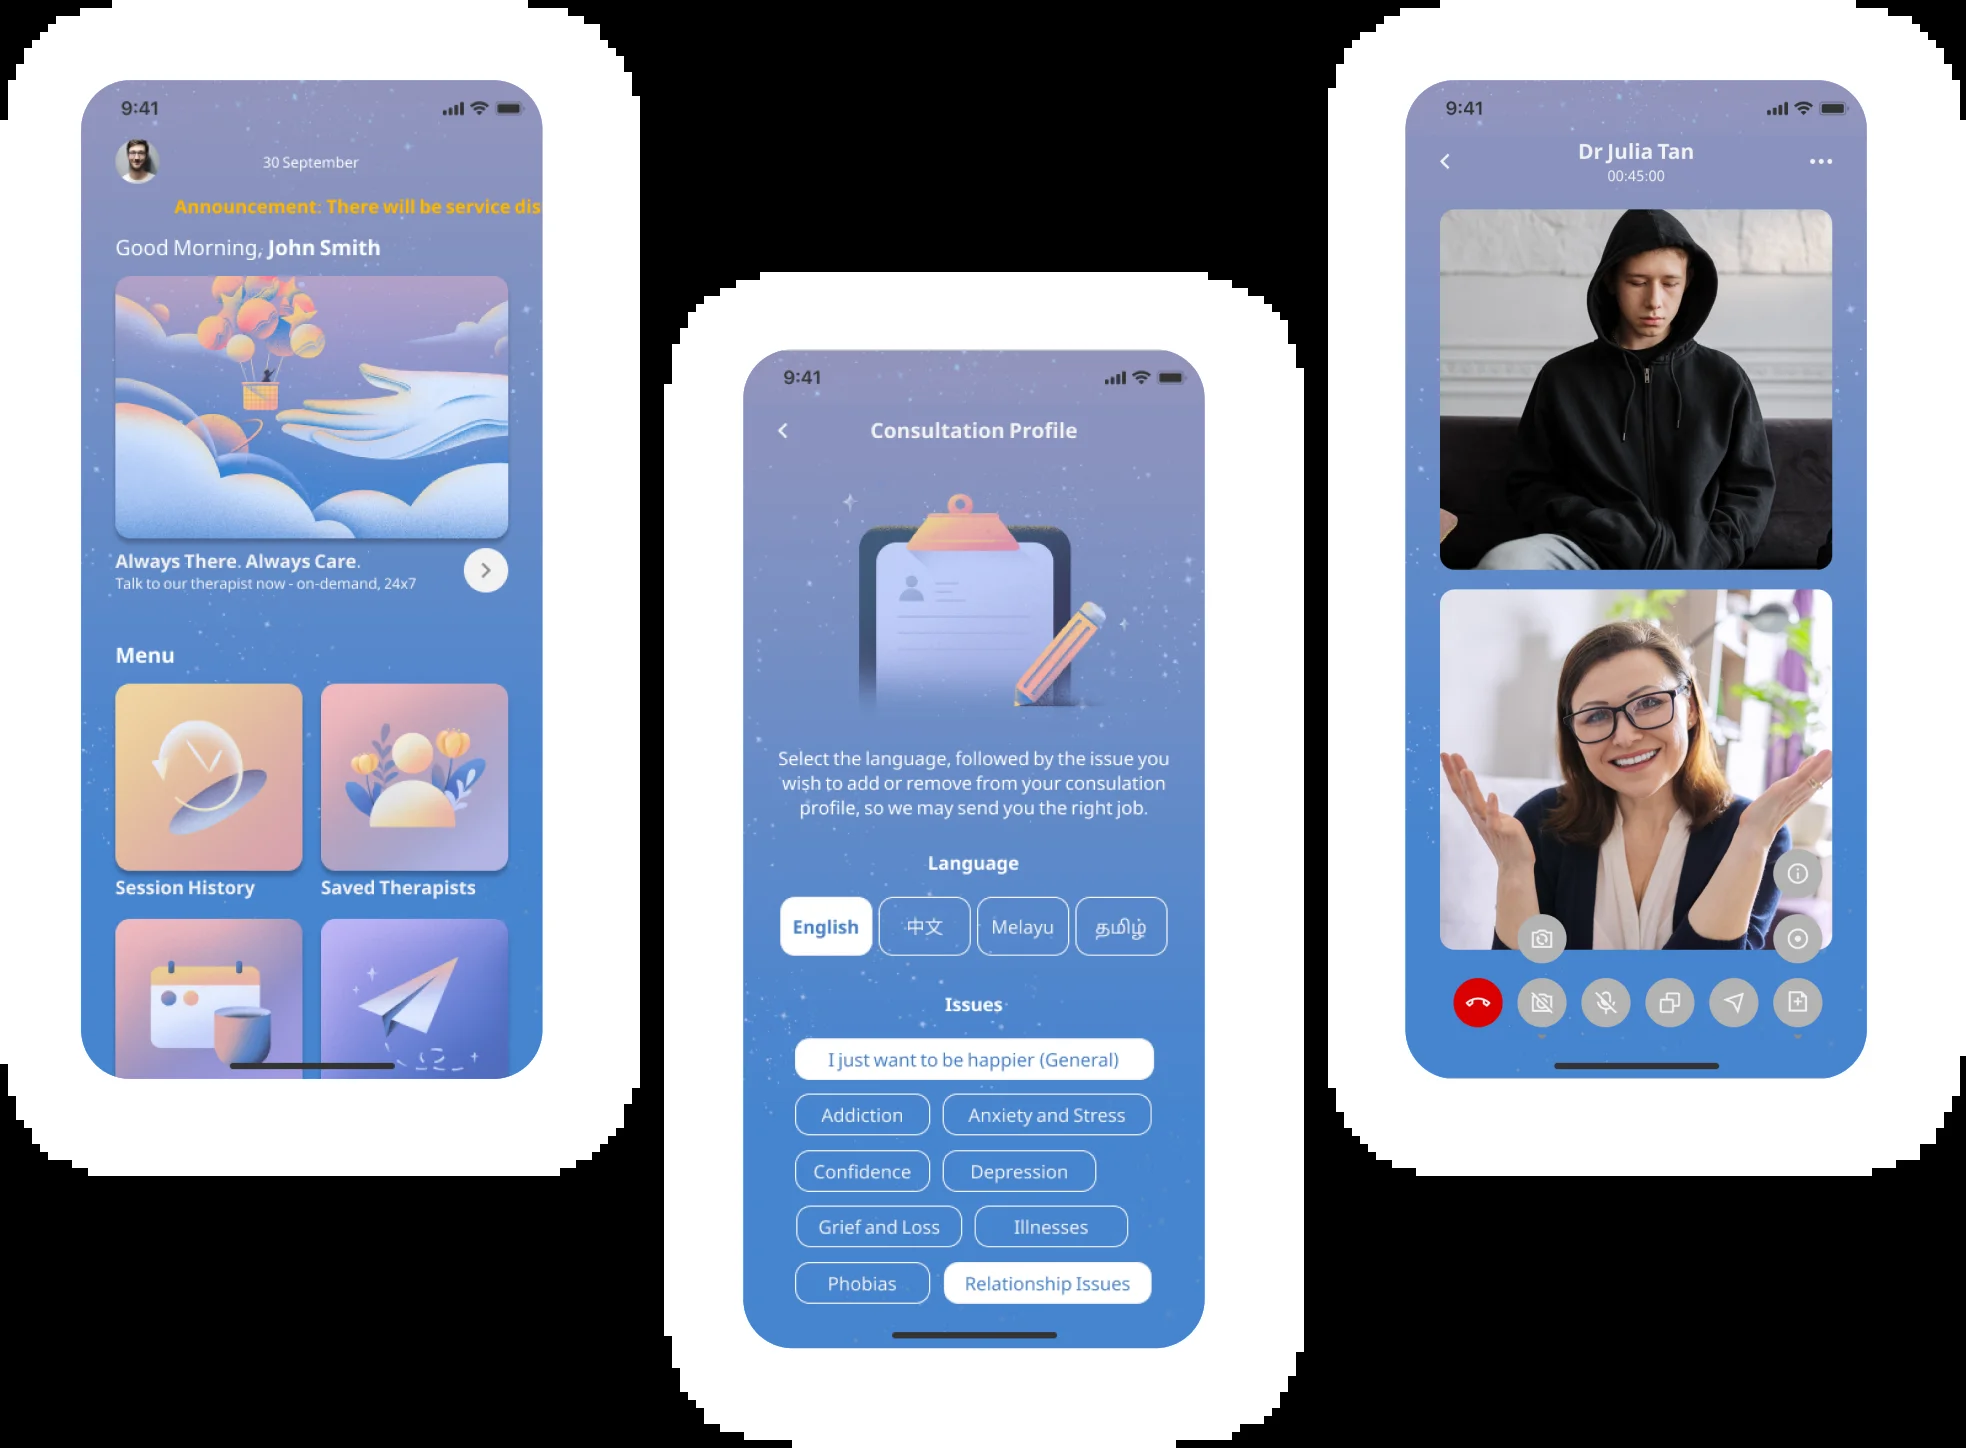 9:41
30 September
Announcement: There will be service dis
Good Morning, John Smith
Always There. Always Care.
Talk to our therapist now - on-demand, 24x7
Menu
Session History
Saved Therapists
9:41
Consultation Profile
Select the language, followed by the issue you
wish to add or remove from your consulation
profile, so we may send you the right job.
Language
English
中文
Melayu
தமிழ்
Issues
I just want to be happier (General)
Addiction
Anxiety and Stress
Confidence
Depression
Grief and Loss
Illnesses
Phobias
Relationship Issues
9:41
Dr Julia Tan
00:45:00